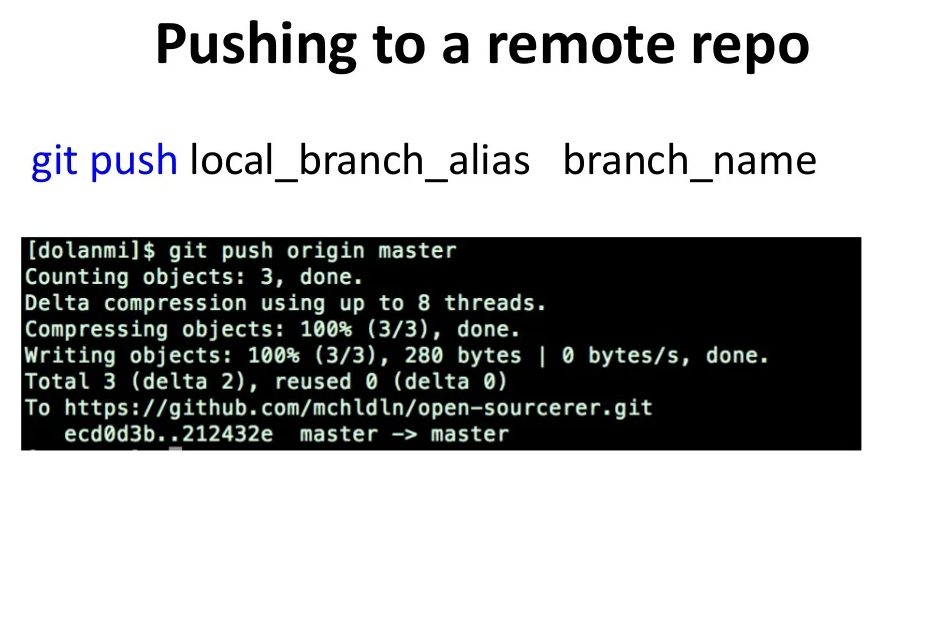 Pushing to a remote repo
git push local_branch_alias branch_name
[dolanmi]$ git push origin master
Counting objects: 3, done.
Delta compression using up to 8 threads.
Compressing objects: 100% (3/3), done.
Writing objects: 100% (3/3), 280 bytes | 0 bytes/s, done.
Total 3 (delta 2), reused 0 (delta 0)
To https://github.com/mchldln/open-sourcerer.git
ecd0d3b..212432e master -> master